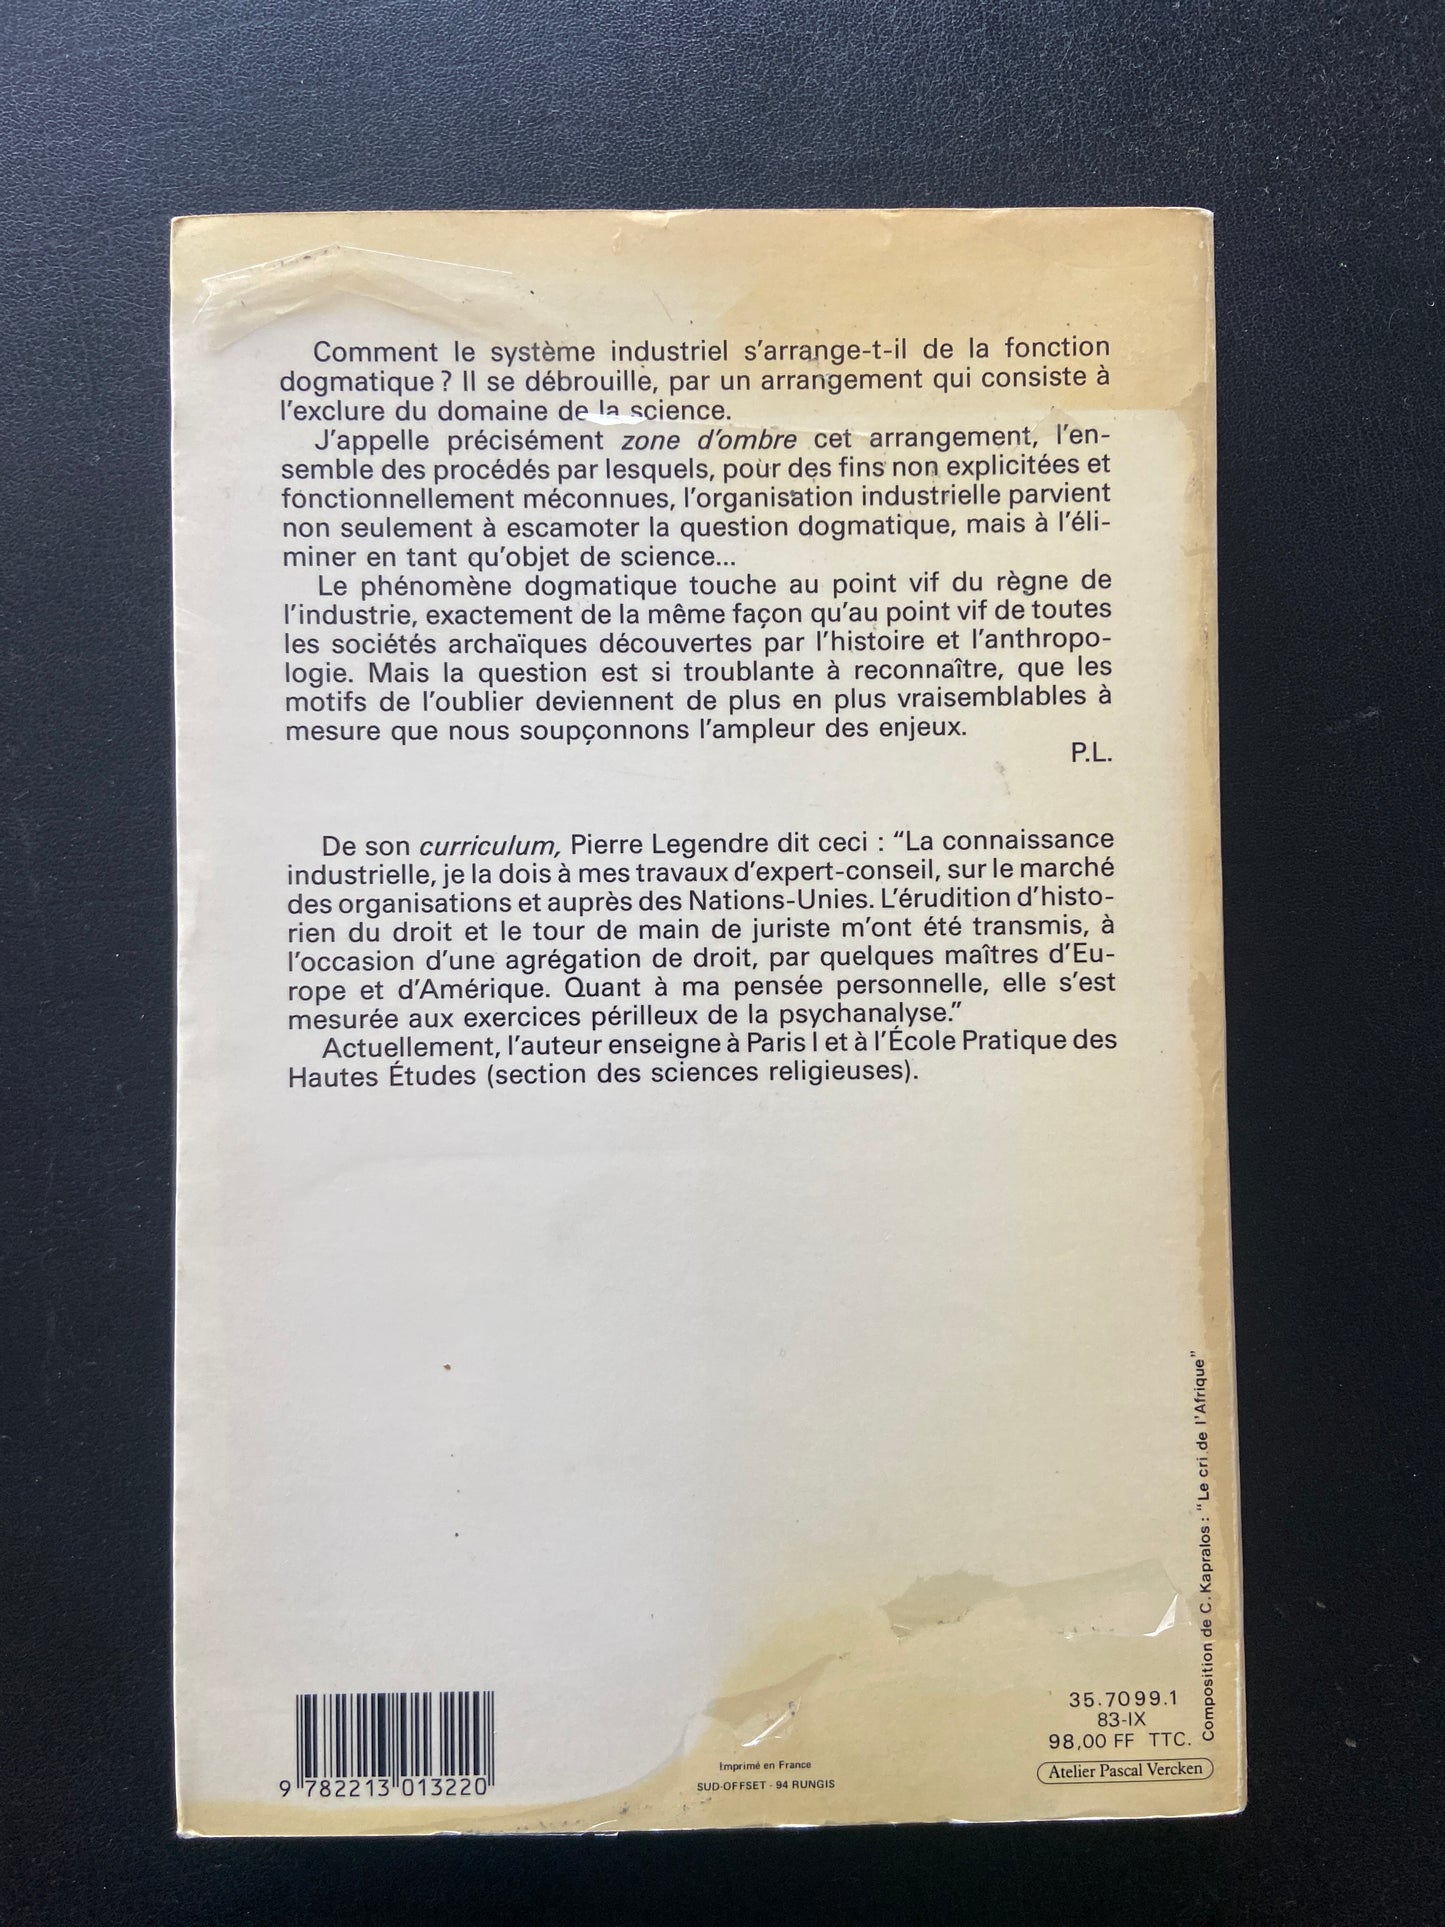 Comment le système industriel s'arrange-t-il de la fonction
dogmatique ? Il se débrouille, par un arrangement qui consiste à
l'exclure du domaine de la science.
J'appelle précisément zone d'ombre cet arrangement, l'en-
semble des procédés par lesquels, pour des fins non explicitées et
fonctionnellement méconnues, l'organisation industrielle parvient
non seulement à escamoter la question dogmatique, mais à l'éli-
miner en tant qu'objet de science...
Le phénomène dogmatique touche au point vif du règne de
l'industrie, exactement de la même façon qu'au point vif de toutes
les sociétés archaïques découvertes par l'histoire et l'anthropo-
logie. Mais la question est si troublante à reconnaître, que les
motifs de l'oublier deviennent de plus en plus vraisemblables à
mesure que nous soupçonnons l'ampleur des enjeux.
P.L.
De son curriculum, Pierre Legendre dit ceci : “La connaissance
industrielle, je la dois à mes travaux d'expert-conseil, sur le marché
des organisations et auprès des Nations-Unies. L'érudition d'histo-
rien du droit et le tour de main de juriste m'ont été transmis, à
l'occasion d'une agrégation de droit, par quelques maîtres d'Eu-
rope et d'Amérique. Quant à ma pensée personnelle, elle s'est
mesurée aux exercices périlleux de la psychanalyse.”
Actuellement, l'auteur enseigne à Paris I et à l'École Pratique des
Hautes Études (section des sciences religieuses).
Composition de C. Kapralos : “Le cri de l'Afrique”
9 782213 013220
Imprimé en France
SUD-OFFSET - 94 RUNGIS
35.7099.1
83-IX
98,00 FF TTC.
Atelier Pascal Vercken